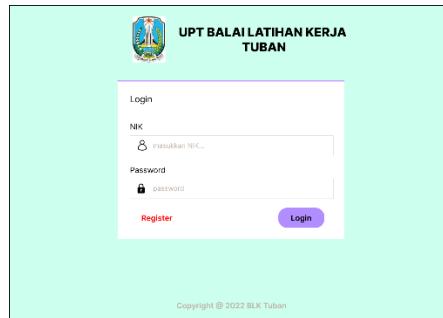 UPT BALAI LATIHAN KERJA
TUBAN
Login
NIK
masukkan NIK...
Password
password
Register
Login
Copyright @ 2022 BLK Tuban